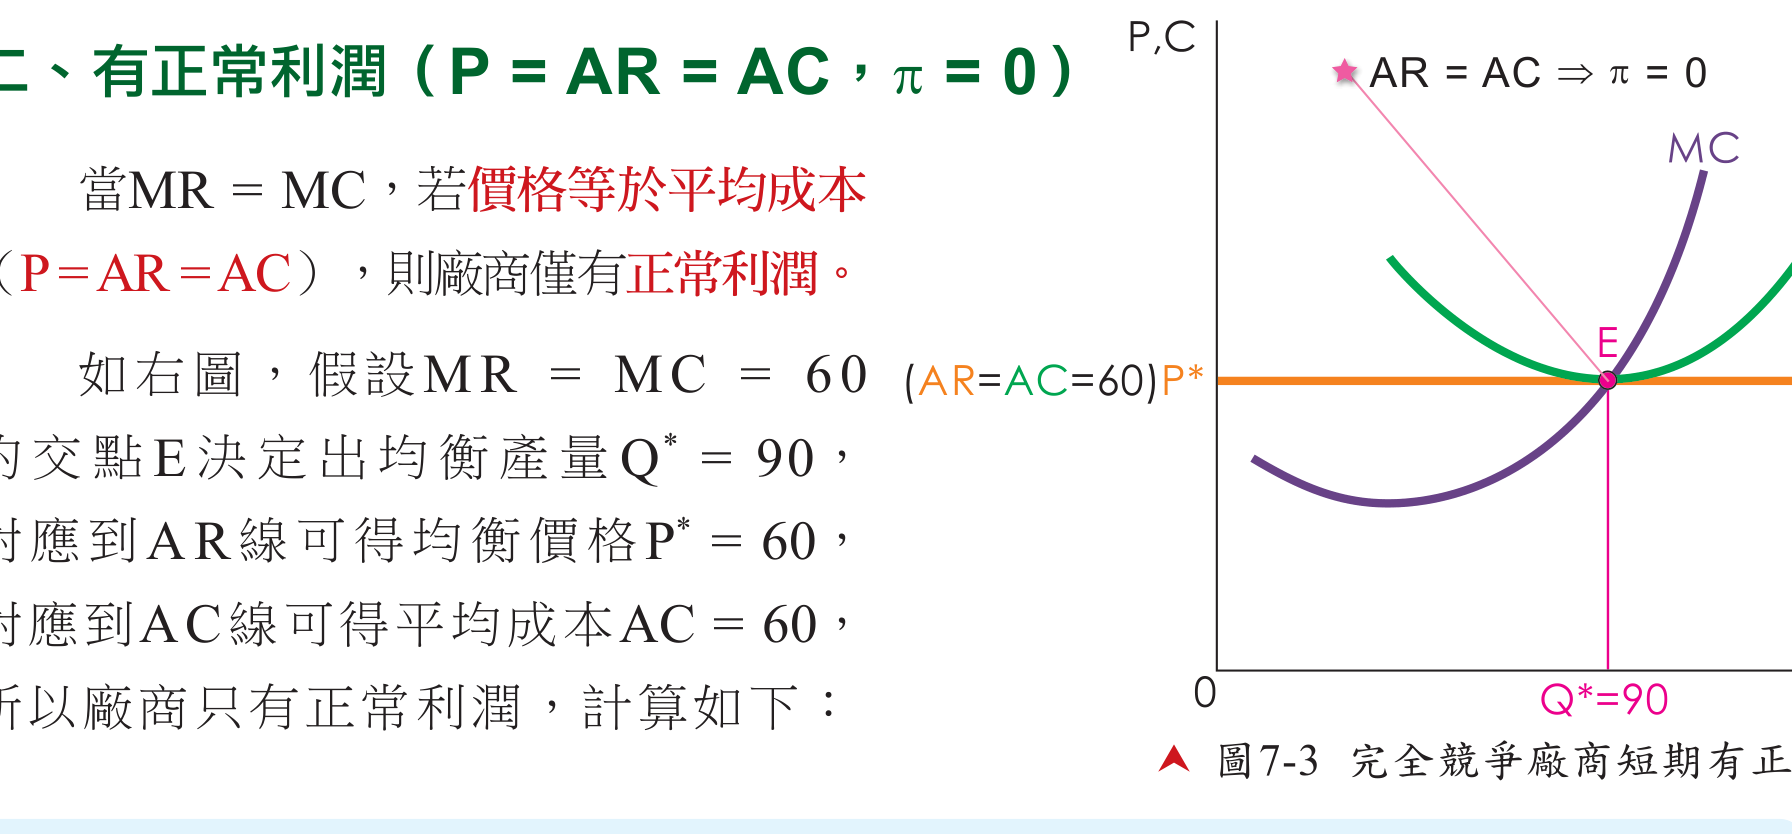 二、有正常利潤（P = AR = AC，π = 0）
當MR = MC，若價格等於平均成本
（P=AR=AC），則廠商僅有正常利潤。
如右圖，假設MR = MC = 60
的交點E決定出均衡產量Q* = 90，
對應到AR線可得均衡價格P* = 60，
對應到AC線可得平均成本AC = 60，
所以廠商只有正常利潤，計算如下：
P,C
AR = AC ⇒ π = 0
MC
E
(AR=AC=60)P*
0
Q*=90
圖7-3 完全競爭廠商短期有正